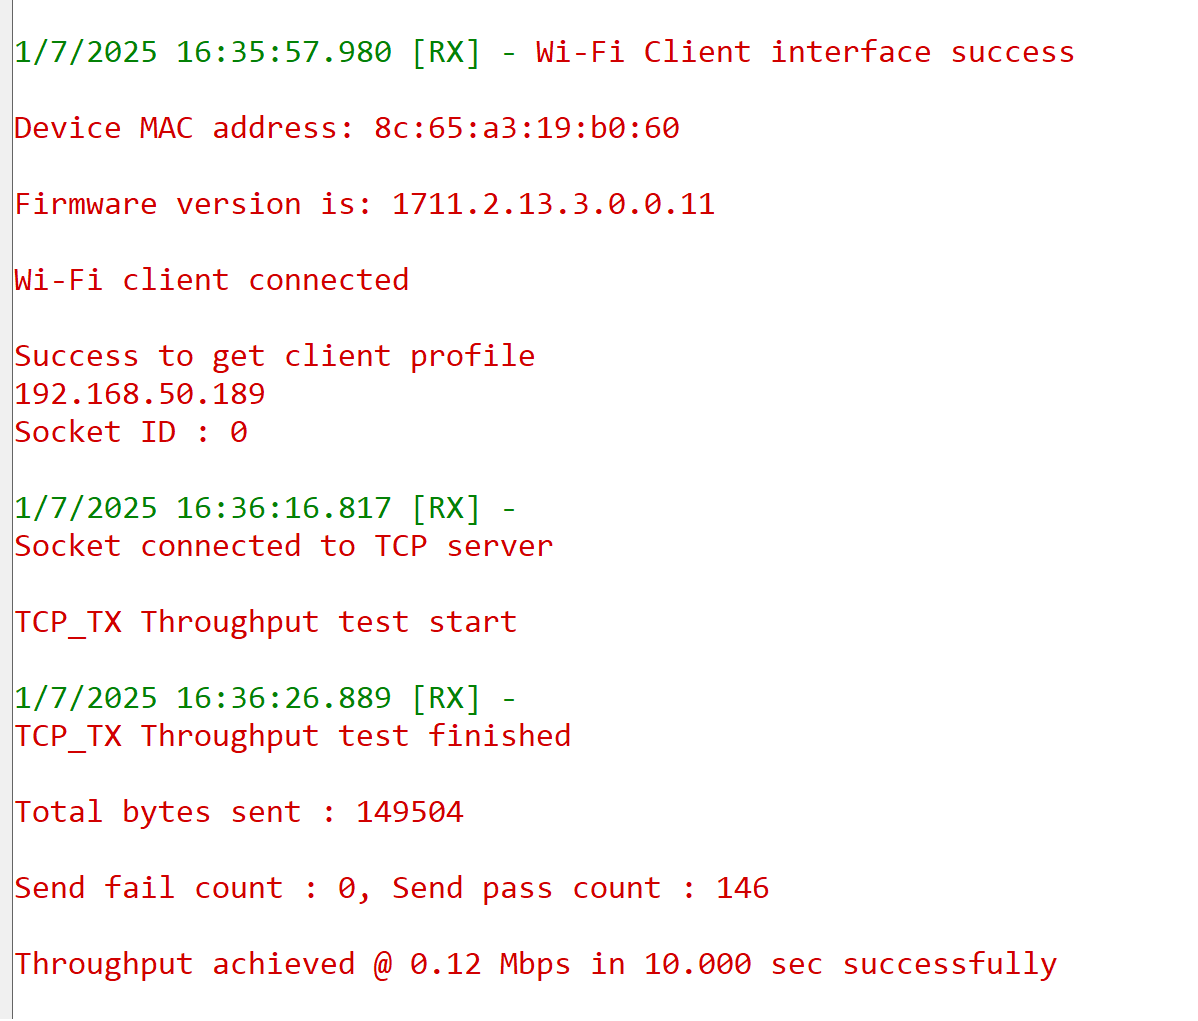 1/7/2025 16:35:57.980 [RX] - Wi-Fi Client interface success
Device MAC address: 8c:65:a3:19:b0:60
Firmware version is: 1711.2.13.3.0.0.11
Wi-Fi client connected
Success to get client profile
192.168.50.189
Socket ID : 0
1/7/2025 16:36:16.817 [RX] -
Socket connected to TCP server
TCP_TX Throughput test start
1/7/2025 16:36:26.889 [RX] -
TCP_TX Throughput test finished
Total bytes sent : 149504
Send fail count : 0, Send pass count : 146
Throughput achieved @ 0.12 Mbps in 10.000 sec successfully